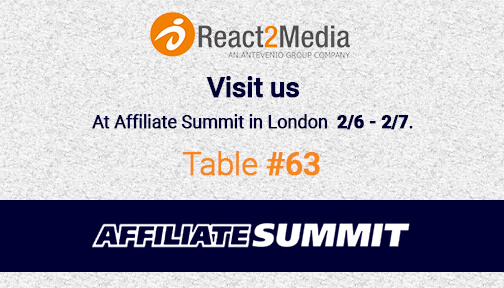 React2Media
AN ANTEVENIO GROUP COMPANY
Visit us
At Affiliate Summit in London 2/6 - 2/7.
Table #63
AFFILIATE SUMMIT